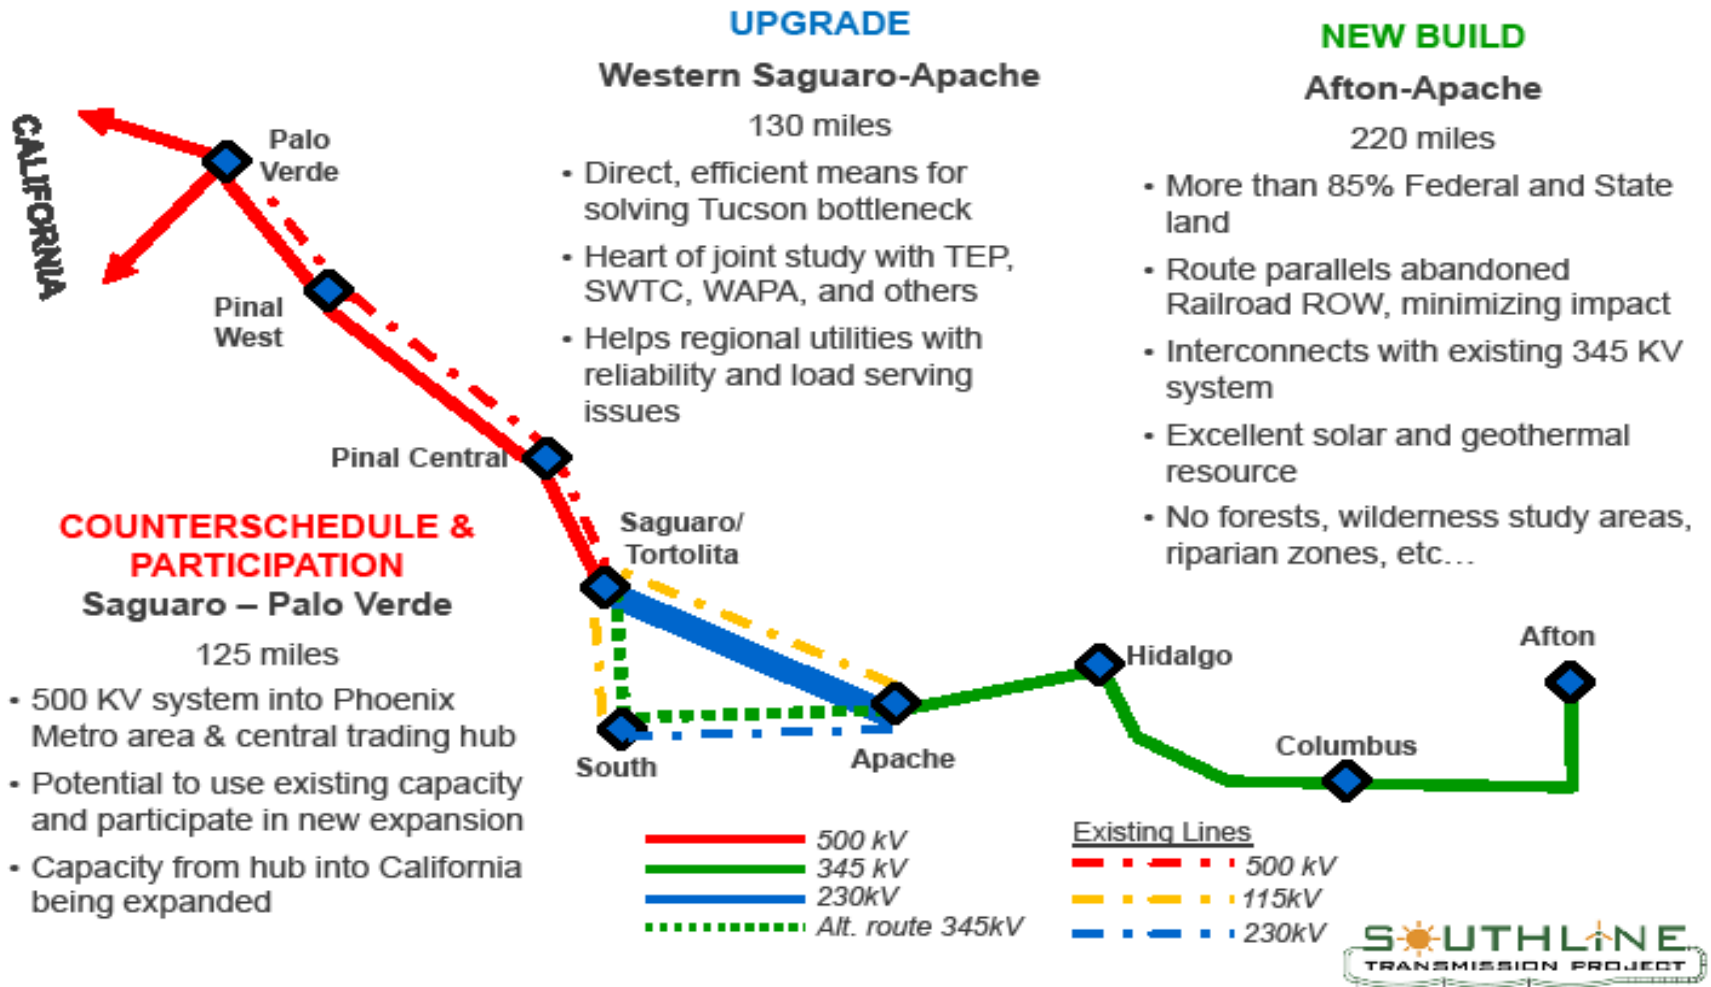 UPGRADE
Western Saguaro-Apache
130 miles
• Direct, efficient means for
solving Tucson bottleneck
• Heart of joint study with TEP,
SWTC, WAPA, and others
• Helps regional utilities with
reliability and load serving
issues
NEW BUILD
Afton-Apache
220 miles
• More than 85% Federal and State
land
• Route parallels abandoned
Railroad ROW, minimizing impact
• Interconnects with existing 345 KV
system
• Excellent solar and geothermal
resource
• No forests, wilderness study areas,
riparian zones, etc...
CALIFORNIA
Palo
Verde
Pinal
West
Pinal Central
Saguaro/
Tortolita
COUNTERSCHEDULE &
PARTICIPATION
Saguaro – Palo Verde
125 miles
• 500 KV system into Phoenix
Metro area & central trading hub
• Potential to use existing capacity
and participate in new expansion
• Capacity from hub into California
being expanded
South
Apache
Hidalgo
Columbus
Afton
500 kV
345 kV
230kV
Alt. route 345kV
Existing Lines
500 kV
115kV
230kV
SOUTHLINE
TRANSMISSION PROJECT